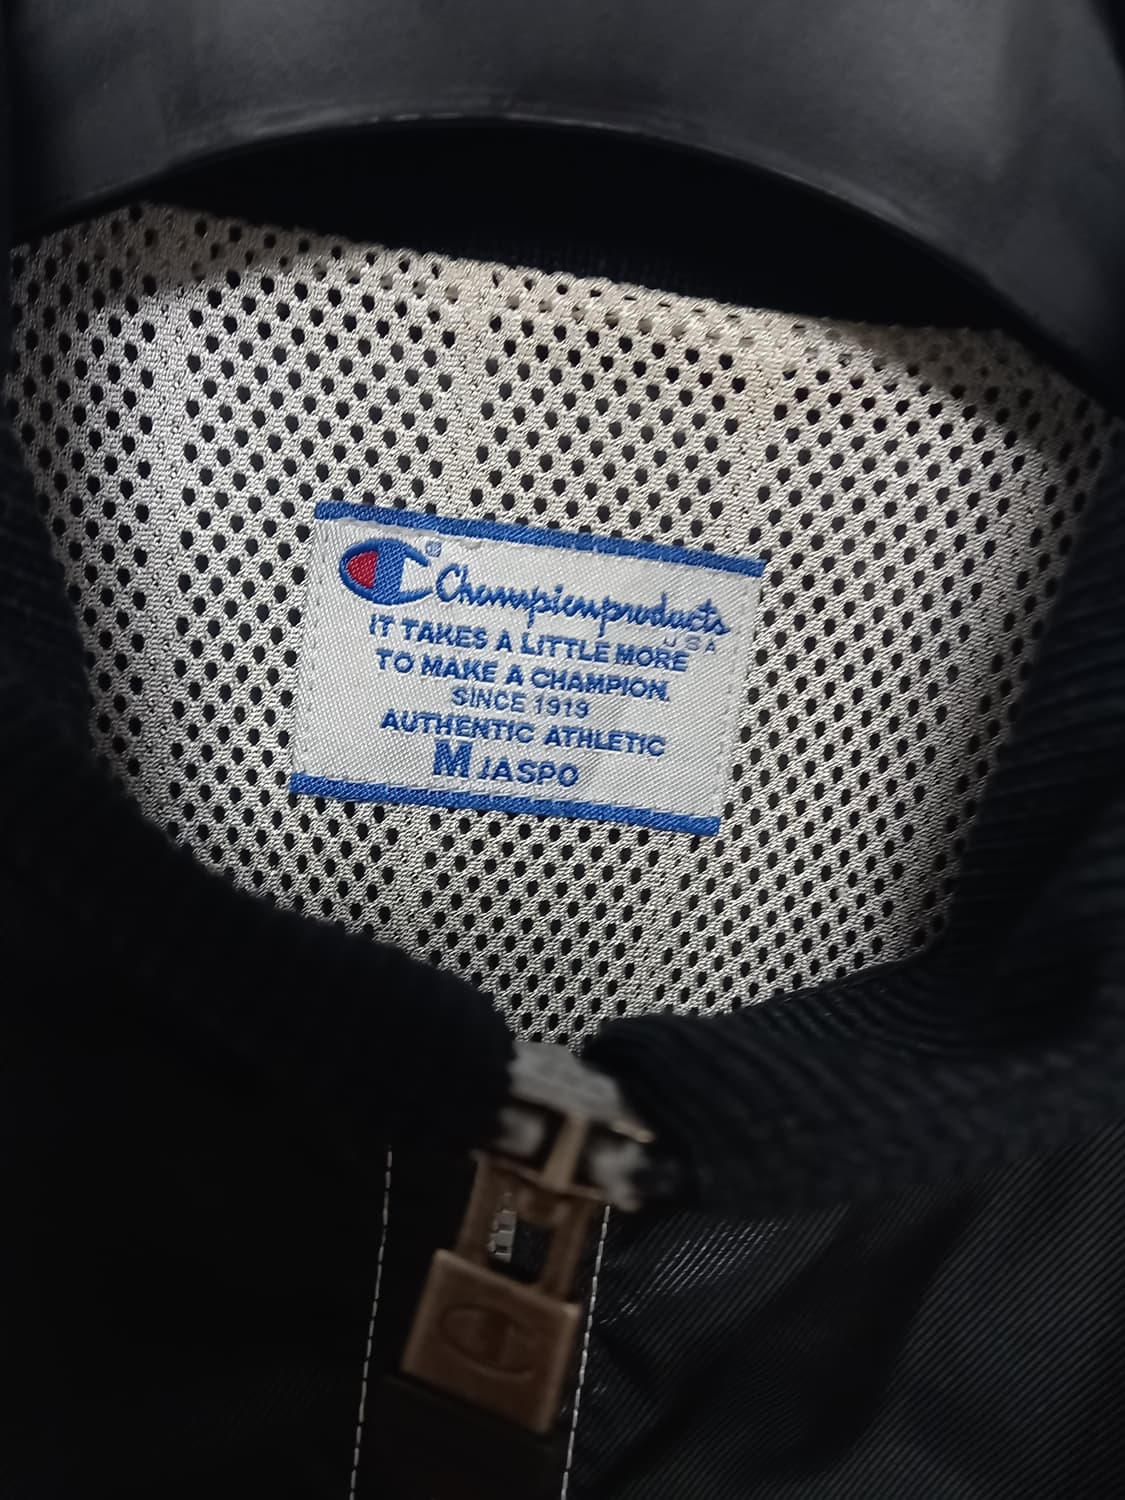 ® Championproducts
USA
IT TAKES A LITTLE MORE
TO MAKE A CHAMPION.
SINCE 1919
AUTHENTIC ATHLETIC
M JASPO